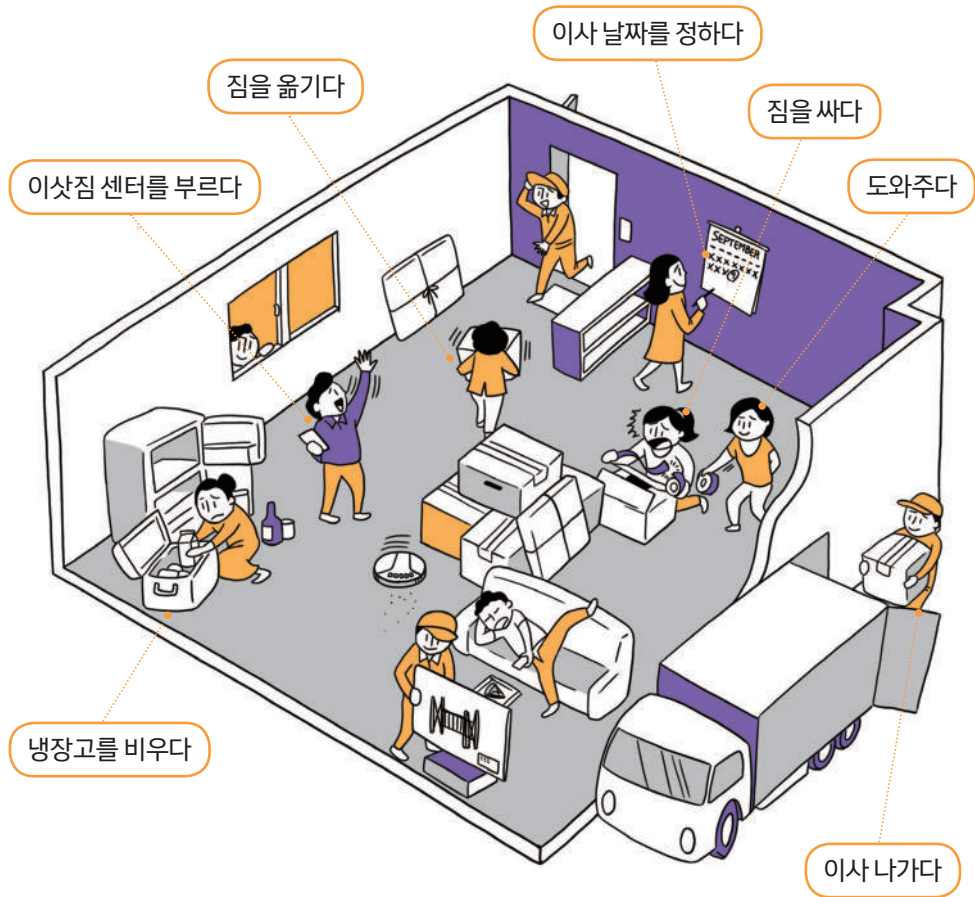 이사 날짜를 정하다
짐을 옮기다
짐을 싸다
이삿짐 센터를 부르다
도와주다
SEPTEMBER
냉장고를 비우다
이사 나가다